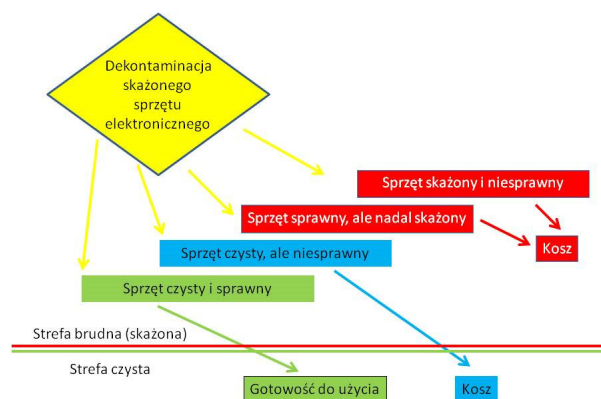 Dekontaminacja
skażonego
sprzętu
elektronicznego
Sprzęt skażony i niesprawny
Sprzęt sprawny, ale nadal skażony
Kosz
Sprzęt czysty, ale niesprawny
Sprzęt czysty i sprawny
Strefa brudna (skażona)
Strefa czysta
Gotowość do użycia
Kosz